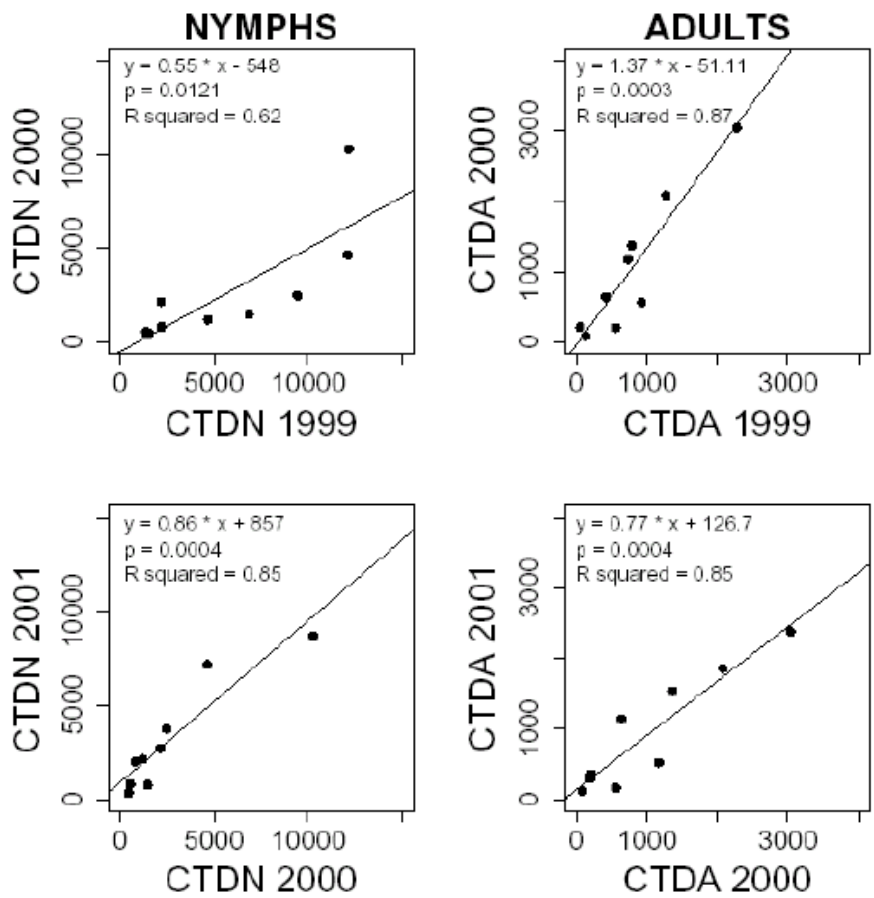 NYMPHS
y = 0.55 * x - 548
p = 0.0121
R squared = 0.62
CTDN 2000
0
5000
10000
0
5000
10000
CTDN 1999
ADULTS
y = 1.37 * x - 51.11
p = 0.0003
R squared = 0.87
CTDA 2000
0
1000
3000
0
1000
3000
CTDA 1999
y = 0.86 * x + 857
p = 0.0004
R squared = 0.85
CTDN 2001
0
5000
10000
0
5000
10000
CTDN 2000
y = 0.77 * x + 126.7
p = 0.0004
R squared = 0.85
CTDA 2001
0
1000
3000
0
1000
3000
CTDA 2000